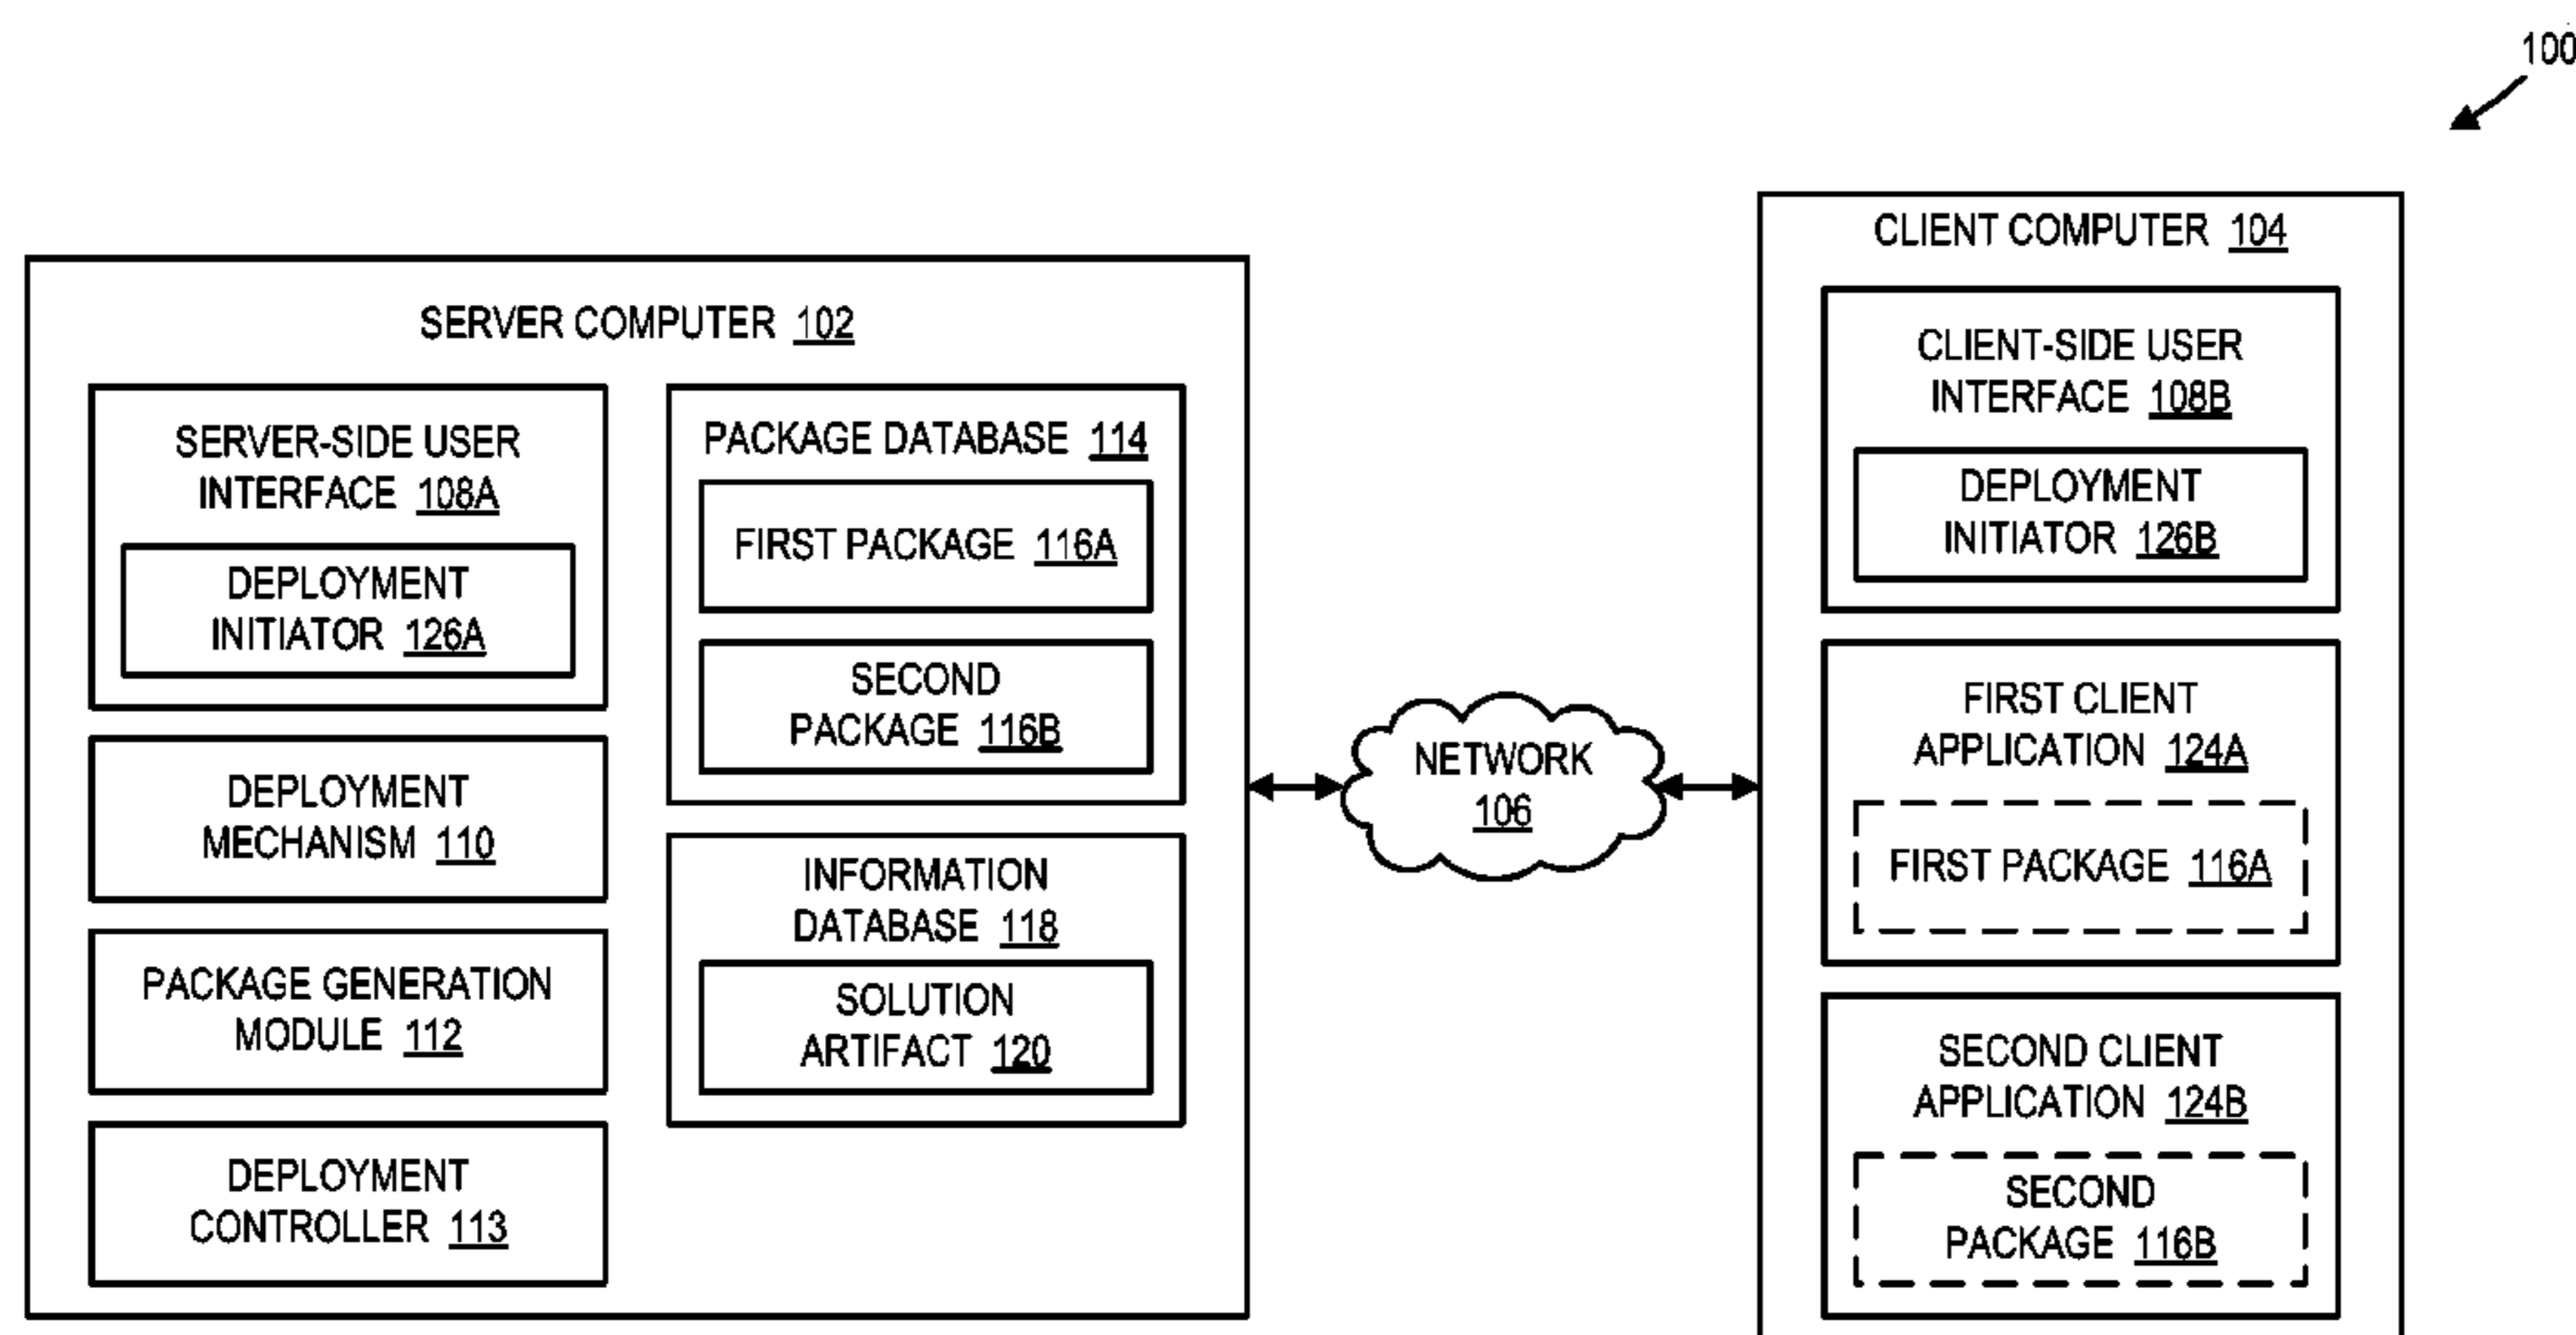 100
SERVER COMPUTER 102
SERVER-SIDE USER
INTERFACE 108A
DEPLOYMENT
INITIATOR 126A
DEPLOYMENT
MECHANISM 110
PACKAGE GENERATION
MODULE 112
DEPLOYMENT
CONTROLLER 113
PACKAGE DATABASE 114
FIRST PACKAGE 116A
SECOND
PACKAGE 116B
INFORMATION
DATABASE 118
SOLUTION
ARTIFACT 120
NETWORK
106
CLIENT COMPUTER 104
CLIENT-SIDE USER
INTERFACE 108B
DEPLOYMENT
INITIATOR 126B
FIRST CLIENT
APPLICATION 124A
FIRST PACKAGE 116A
SECOND CLIENT
APPLICATION 124B
SECOND
PACKAGE 116B